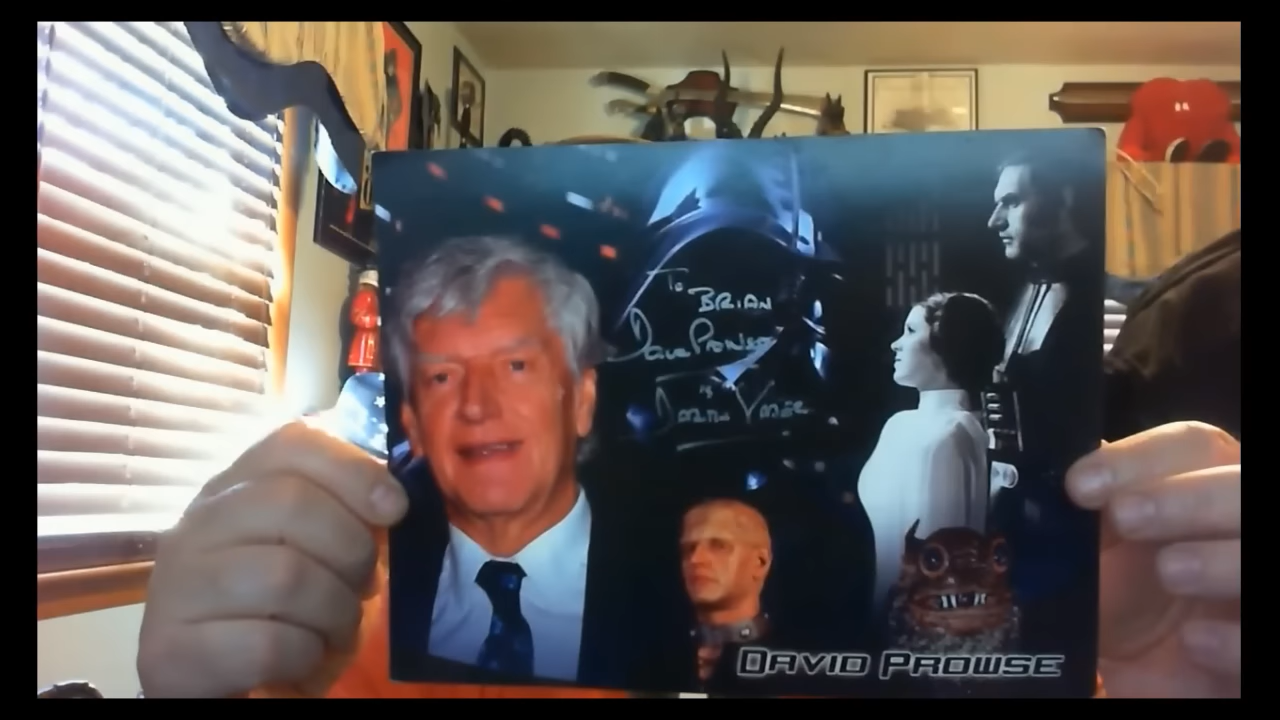 To
BRIAN
Dave Prowse
is
DARTH VADER
DAVID PROWSE